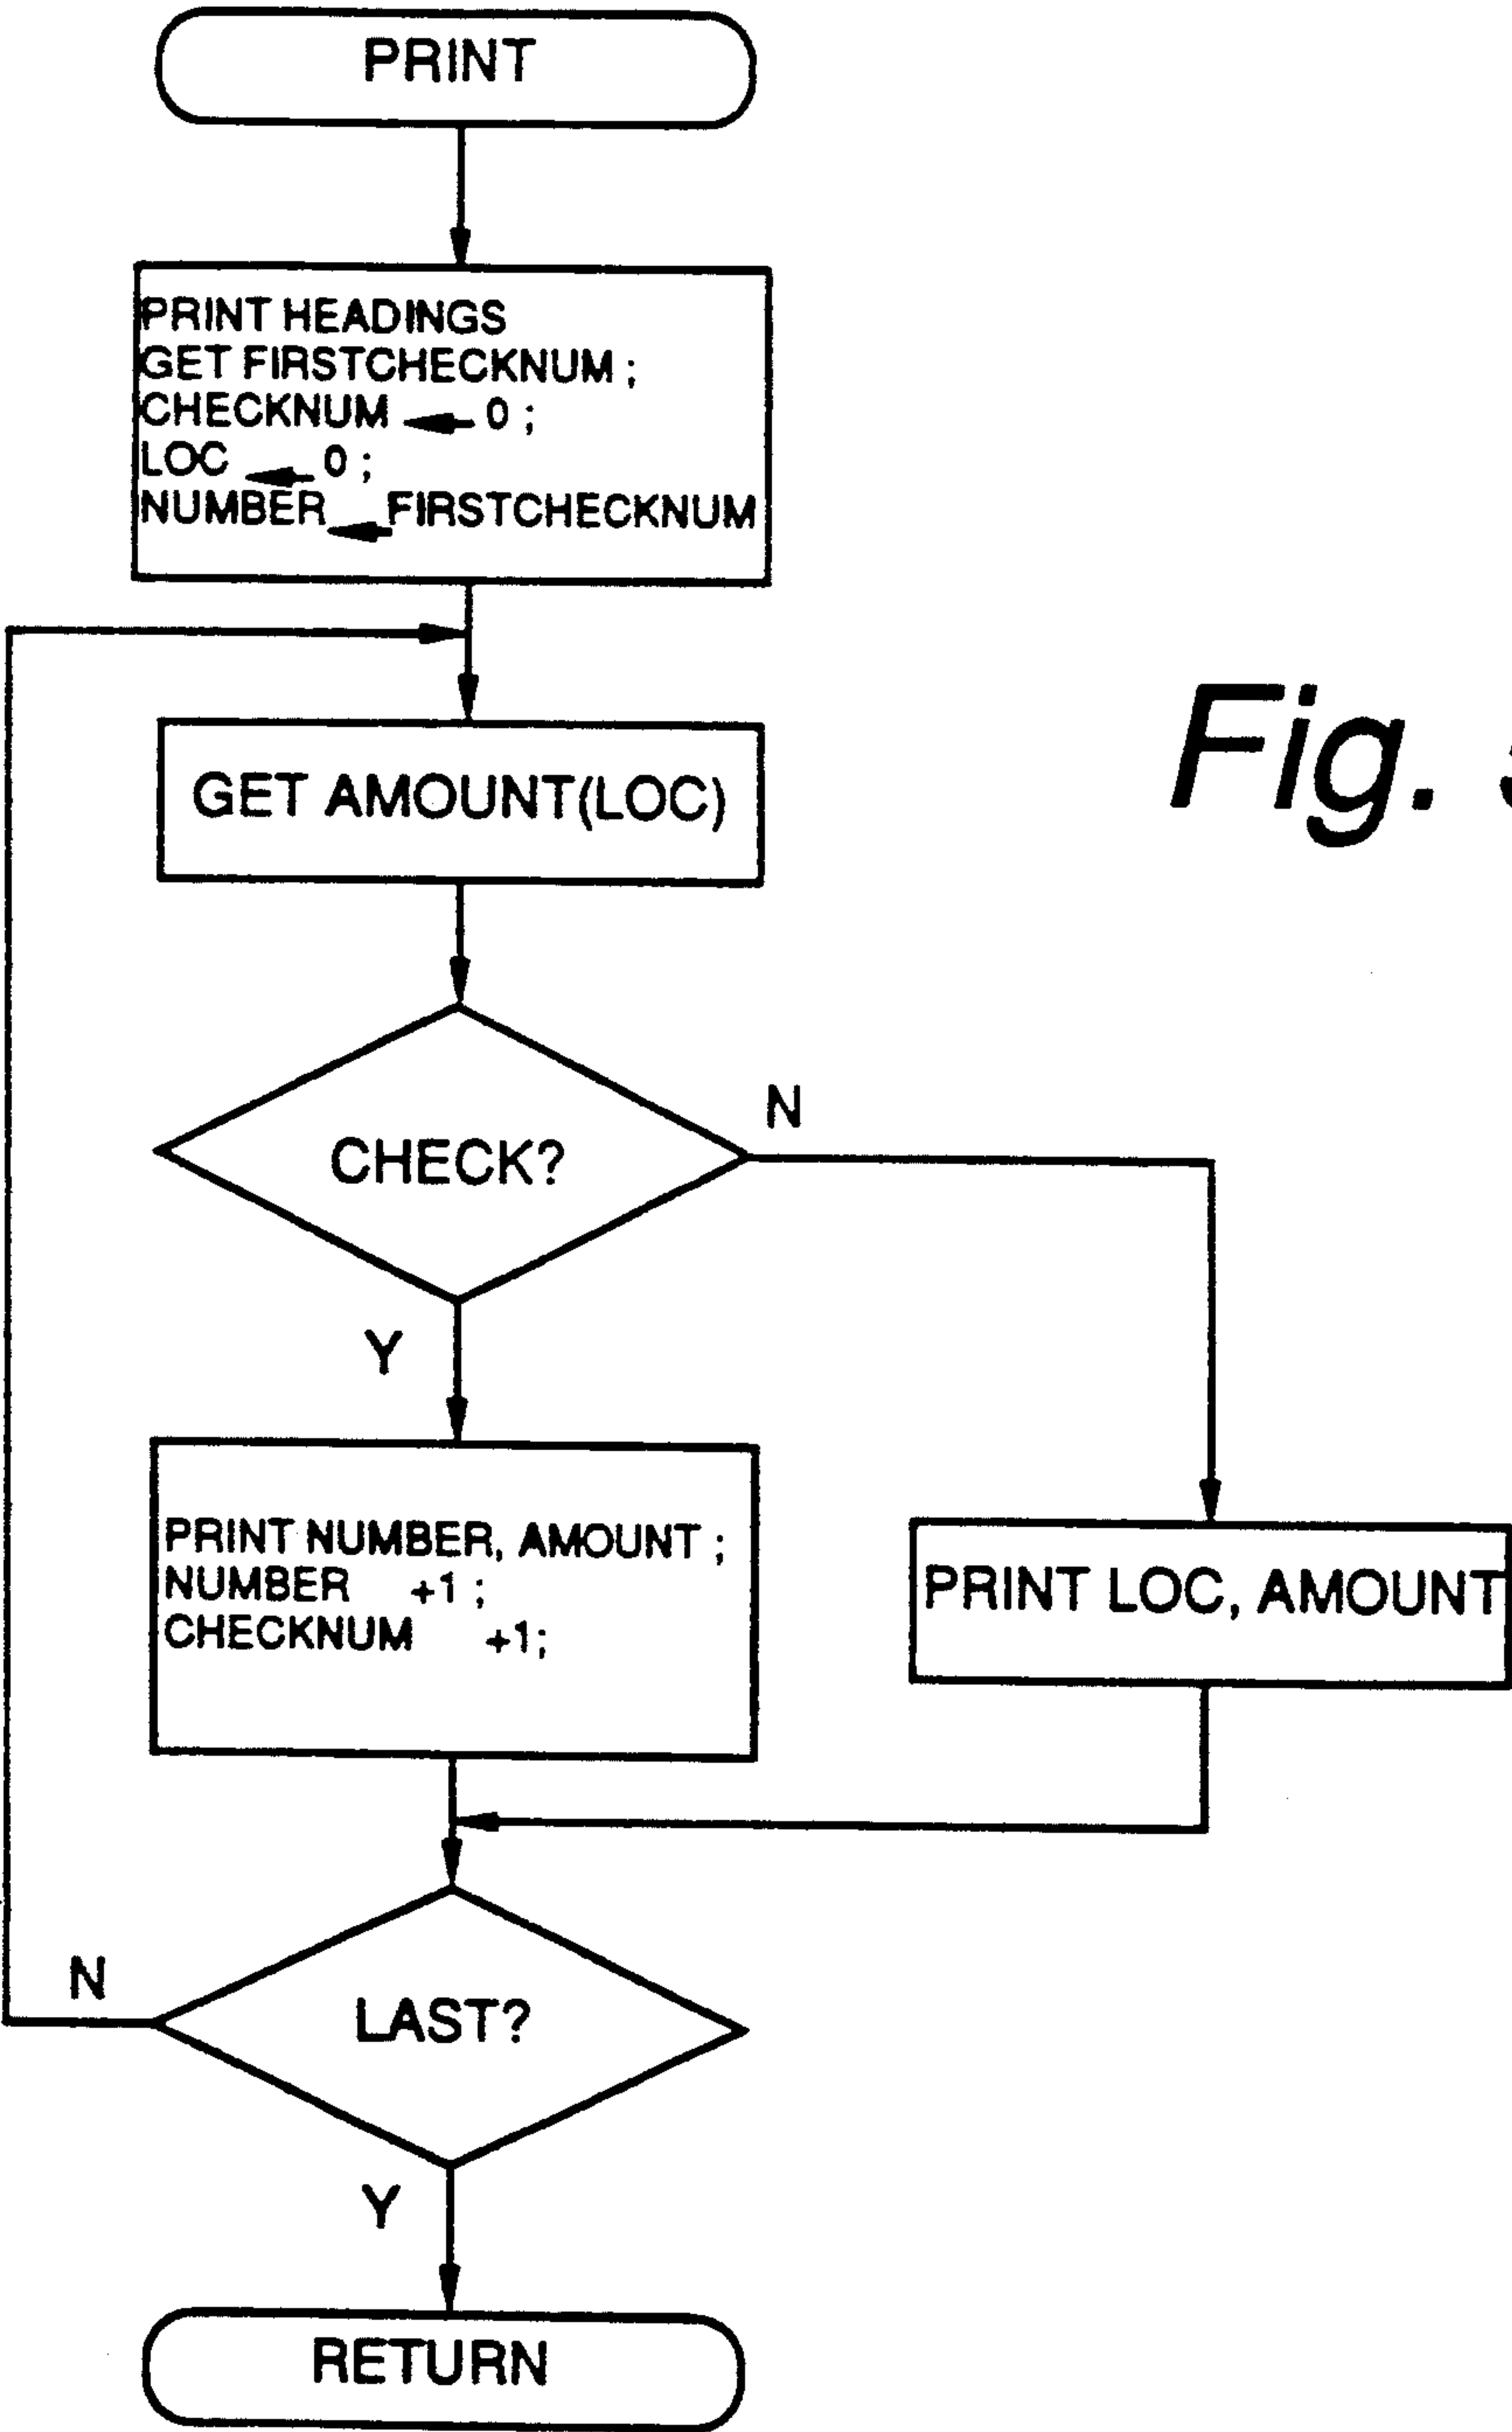 PRINT
PRINT HEADINGS
GET FIRSTCHECKNUM ;
CHECKNUM ← 0 ;
LOC ← 0 ;
NUMBER ← FIRSTCHECKNUM
GET AMOUNT(LOC)
Fig.
CHECK?
N
Y
PRINT NUMBER, AMOUNT ;
NUMBER +1 ;
CHECKNUM +1;
PRINT LOC, AMOUNT
LAST?
N
Y
RETURN